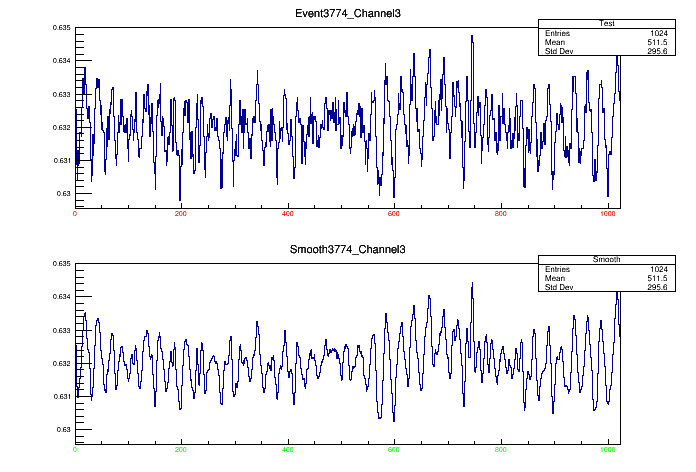 Event3774_Channel3
Test
Entries 1024
Mean 511.5
Std Dev 295.6
0.635
0.634
0.633
0.632
0.631
0.63
0 200 400 600 800 1000
Smooth3774_Channel3
Smooth
Entries 1024
Mean 511.5
Std Dev 295.6
0.635
0.634
0.633
0.632
0.631
0.63
0 200 400 600 800 1000